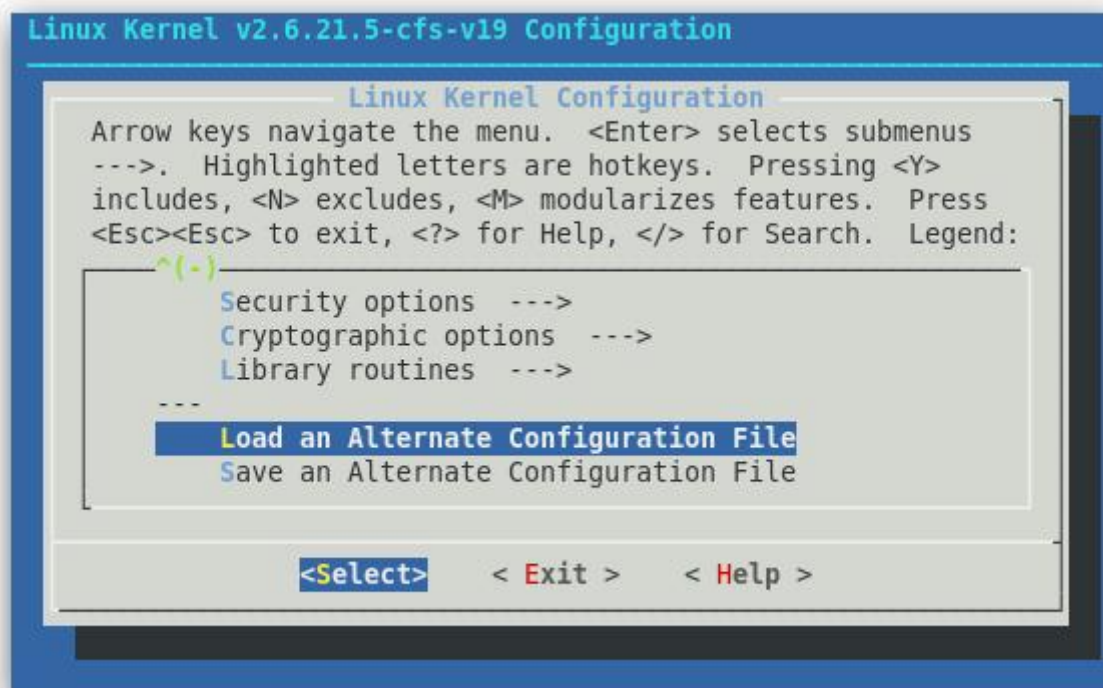 Linux Kernel v2.6.21.5-cfs-v19 Configuration
Linux Kernel Configuration
Arrow keys navigate the menu.  <Enter> selects submenus
--->.  Highlighted letters are hotkeys.  Pressing <Y>
includes, <N> excludes, <M> modularizes features.  Press
<Esc><Esc> to exit, <?> for Help, </> for Search.  Legend:
^(-)
Security options  --->
Cryptographic options  --->
Library routines  --->
---
Load an Alternate Configuration File
Save an Alternate Configuration File
<Select>    < Exit >    < Help >